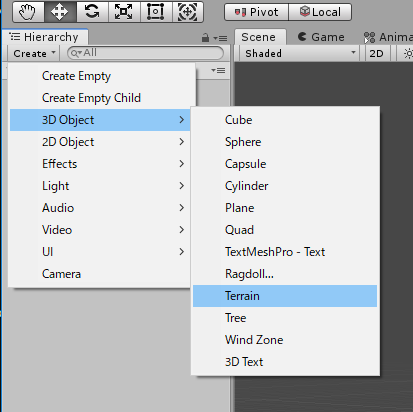 Pivot Local
Hierarchy
Scene Game Anima
Create All
Shaded 2D
Create Empty
Create Empty Child
3D Object
2D Object
Effects
Light
Audio
Video
UI
Camera
Cube
Sphere
Capsule
Cylinder
Plane
Quad
TextMeshPro - Text
Ragdoll...
Terrain
Tree
Wind Zone
3D Text